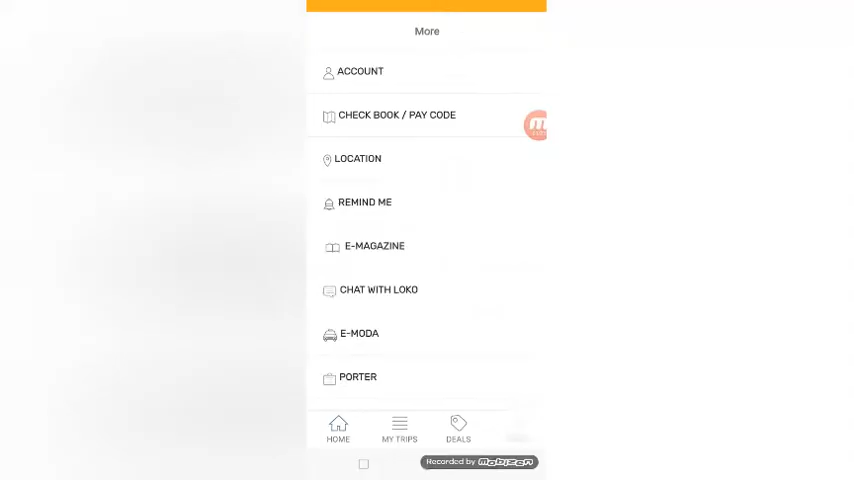 More
ACCOUNT
CHECK BOOK / PAY CODE
LOCATION
REMIND ME
E-MAGAZINE
CHAT WITH LOKO
E-MODA
PORTER
HOME
MY TRIPS
DEALS
Recorded by mobizen